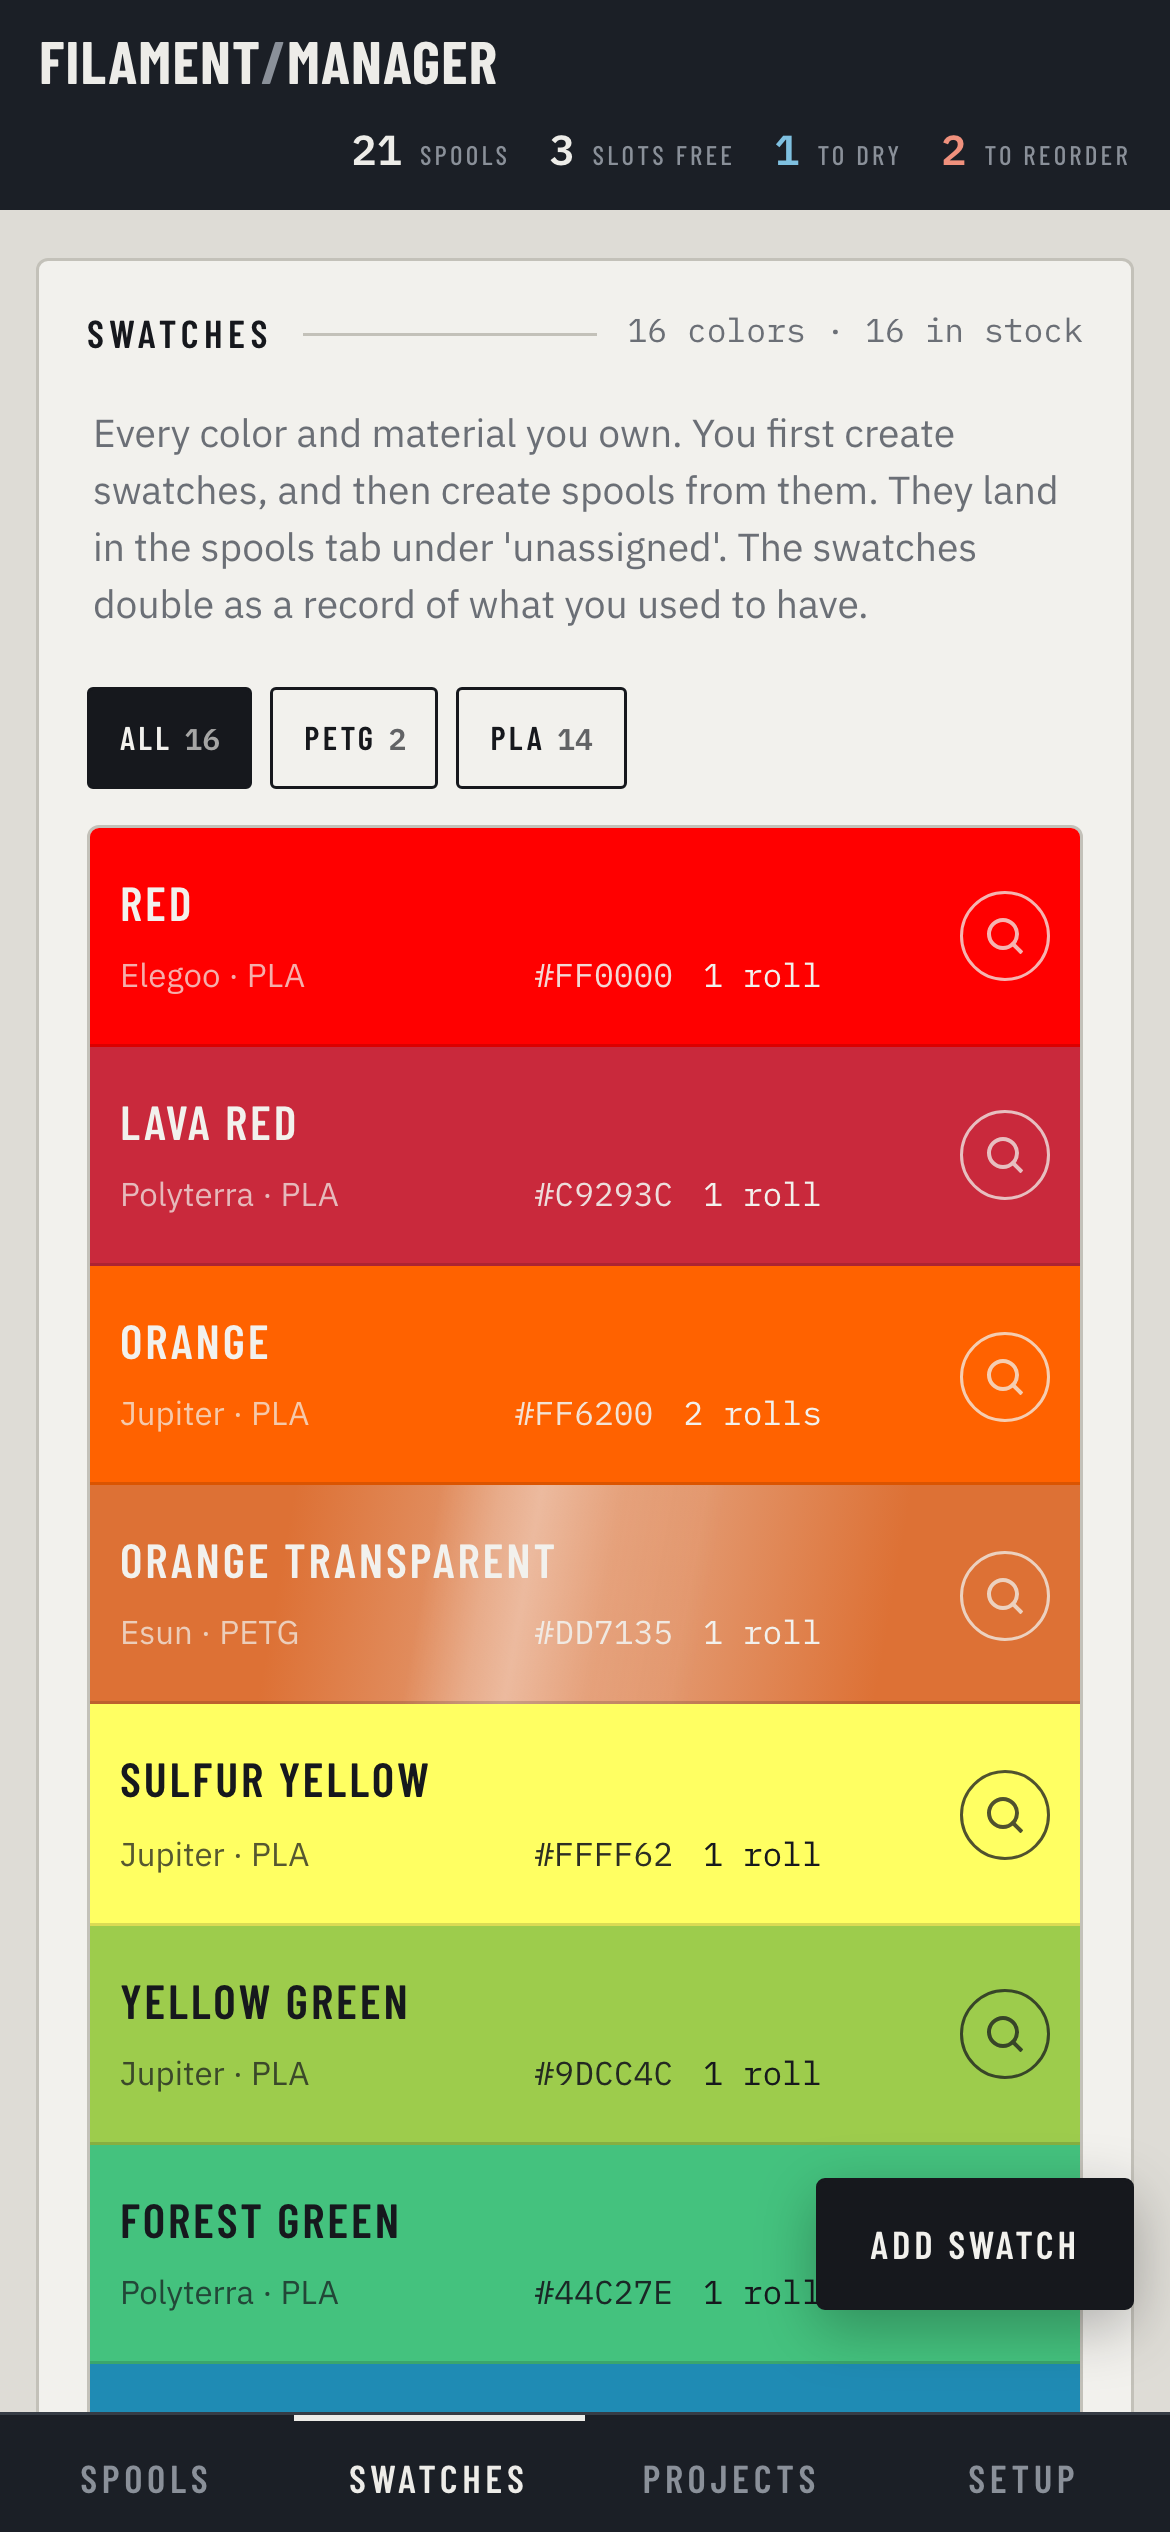 FILAMENT/MANAGER
21 SPOOLS 3 SLOTS FREE 1 TO DRY 2 TO REORDER
SWATCHES 16 colors · 16 in stock
Every color and material you own. You first create
swatches, and then create spools from them. They land
in the spools tab under 'unassigned'. The swatches
double as a record of what you used to have.
ALL 16 PETG 2 PLA 14
RED
Elegoo · PLA #FF0000 1 roll
LAVA RED
Polyterra · PLA #C9293C 1 roll
ORANGE
Jupiter · PLA #FF6200 2 rolls
ORANGE TRANSPARENT
Esun · PETG #DD7135 1 roll
SULFUR YELLOW
Jupiter · PLA #FFFF62 1 roll
YELLOW GREEN
Jupiter · PLA #9DCC4C 1 roll
FOREST GREEN
Polyterra · PLA #44C27E 1 roll
ADD SWATCH
SPOOLS SWATCHES PROJECTS SETUP